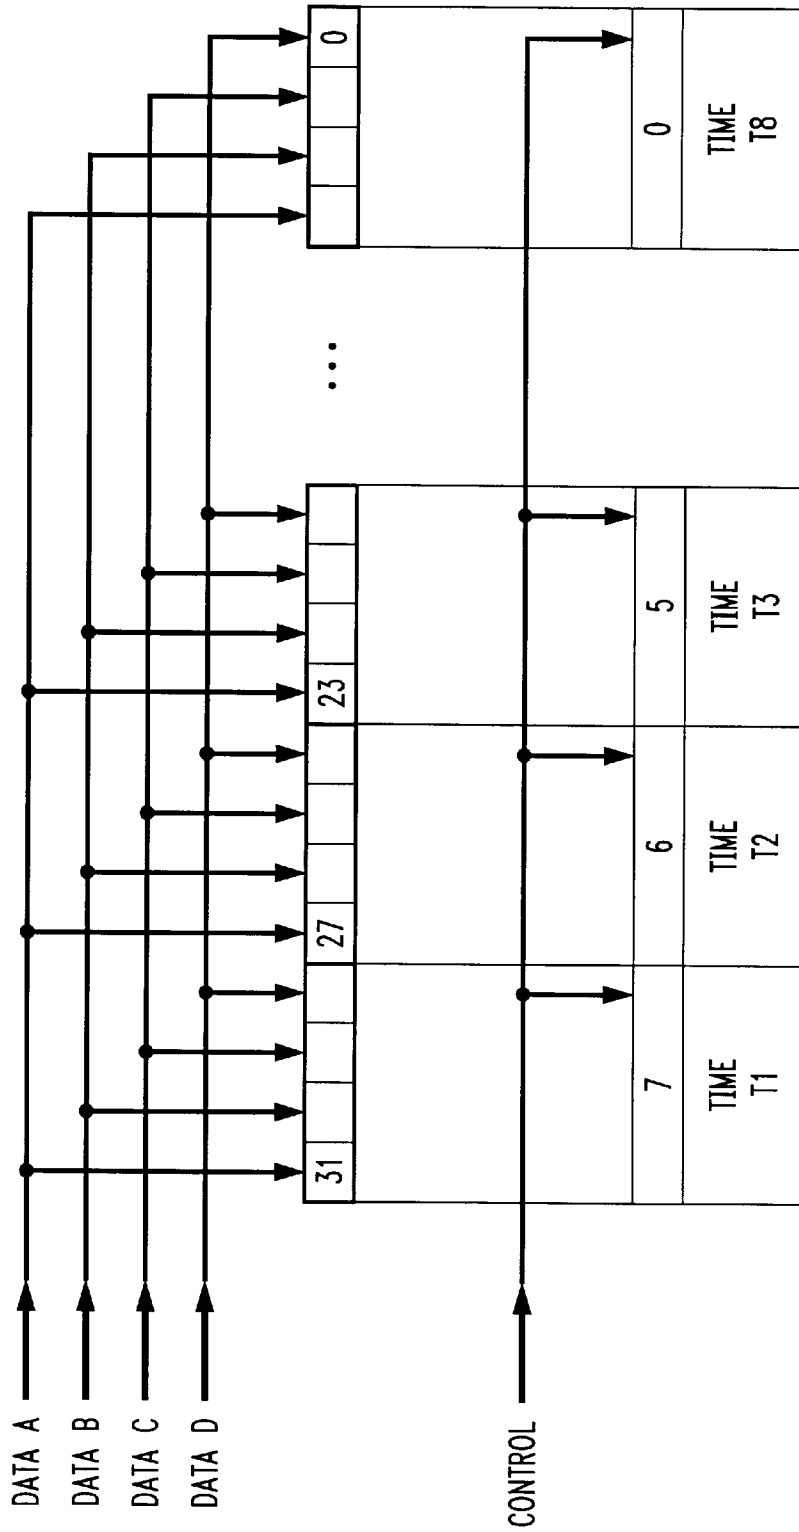 DATA A
DATA B
DATA C
DATA D
31
27
23
...
0
CONTROL
7
6
5
0
TIME
T1
TIME
T2
TIME
T3
TIME
T8